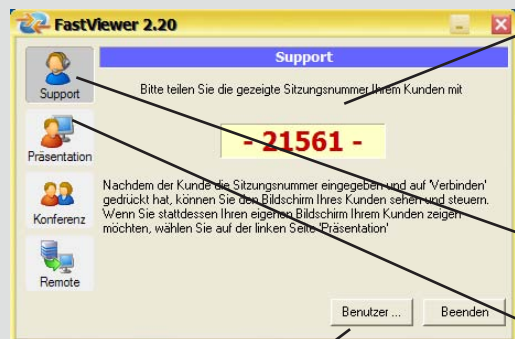 FastViewer 2.20
Support
Support
Bitte teilen Sie die gezeigte Sitzungsnummer Ihrem Kunden mit
- 21561 -
Präsentation
Nachdem der Kunde die Sitzungsnummer eingegeben und auf 'Verbinden'
gedrückt hat, können Sie den Bildschirm Ihres Kunden sehen und steuern.
Wenn Sie stattdessen Ihren eigenen Bildschirm Ihrem Kunden zeigen
möchten, wählen Sie auf der linken Seite 'Präsentation'
Konferenz
Remote
Benutzer ... Beenden